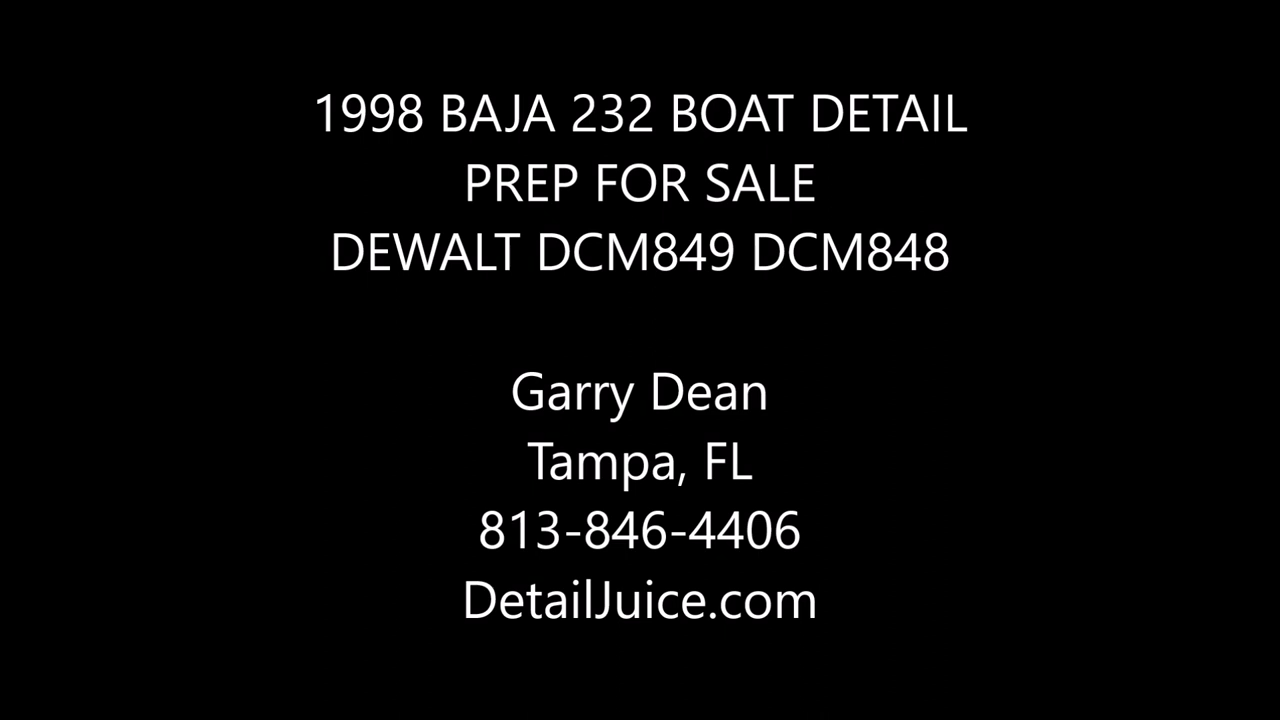 1998 BAJA 232 BOAT DETAIL
PREP FOR SALE
DEWALT DCM849 DCM848
Garry Dean
Tampa, FL
813-846-4406
DetailJuice.com